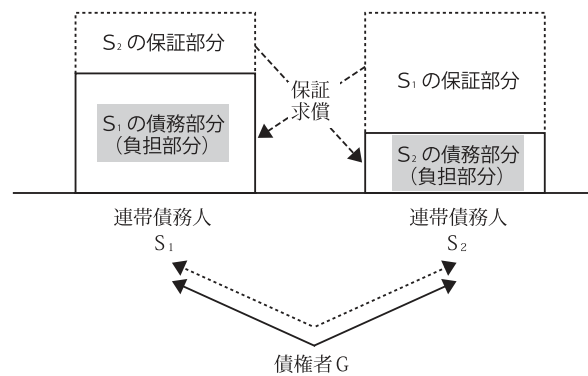 S₂の保証部分
S₁の債務部分
（負担部分）
保証
求償
S₁の保証部分
S₂の債務部分
（負担部分）
連帯債務人
S₁
連帯債務人
S₂
債権者G